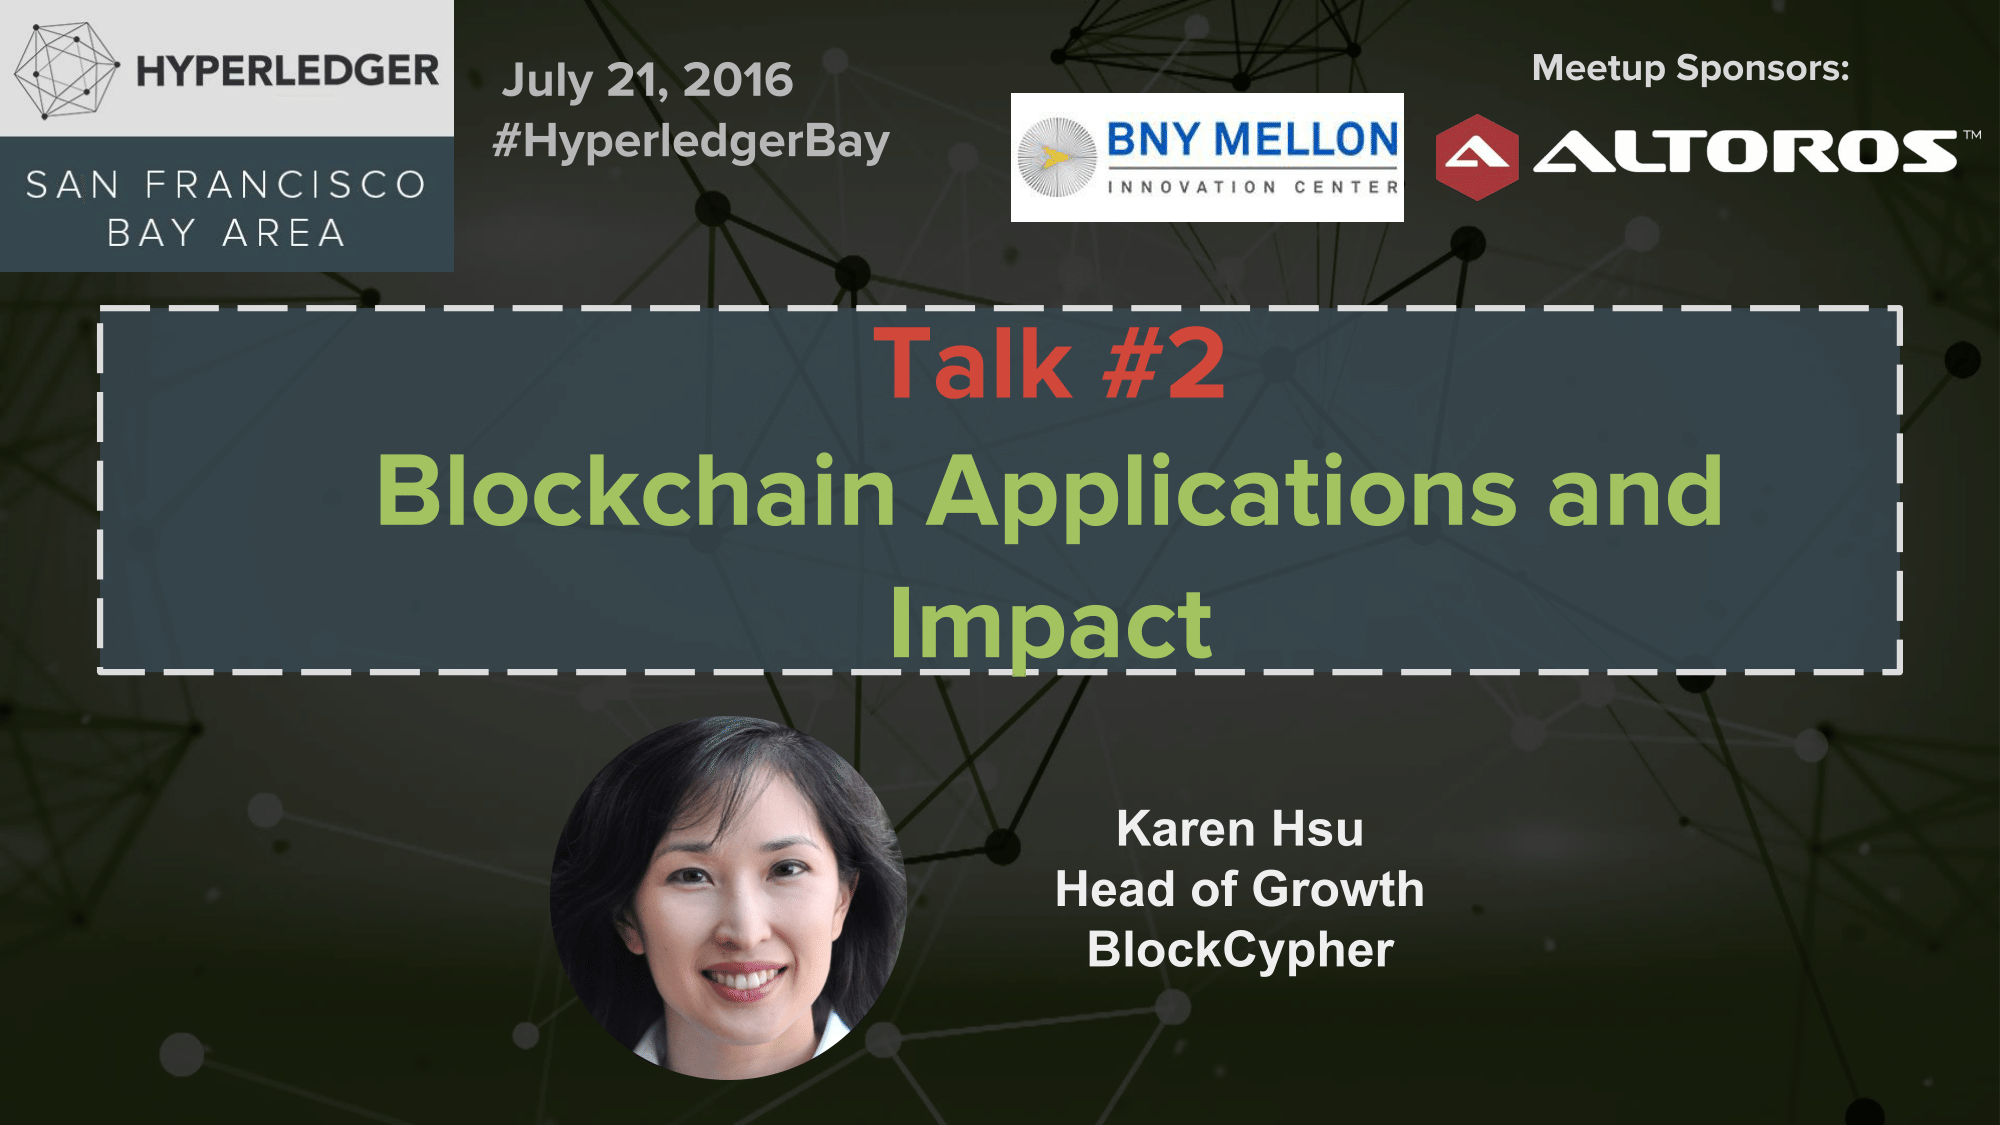 HYPERLEDGER
SAN FRANCISCO
BAY AREA
July 21, 2016
#HyperledgerBay
Meetup Sponsors:
BNY MELLON
INNOVATION CENTER
ALTOROS™
Talk #2
Blockchain Applications and
Impact
Karen Hsu
Head of Growth
BlockCypher